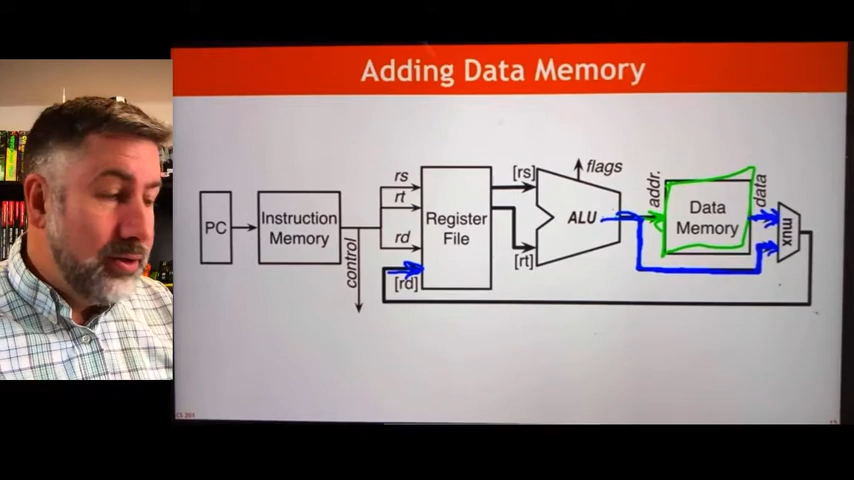 Adding Data Memory
PC
Instruction
Memory
control
rs
rt
rd
[rd]
Register
File
[rs]
[rt]
flags
ALU
addr.
Data
Memory
data
mux
15